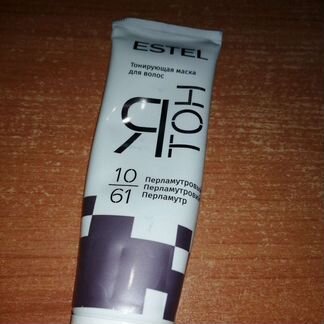 ESTEL
Тонирующая маска
для волос
Я
ТОН
10
61
Перламутровый
Перламутровый
Перламутр